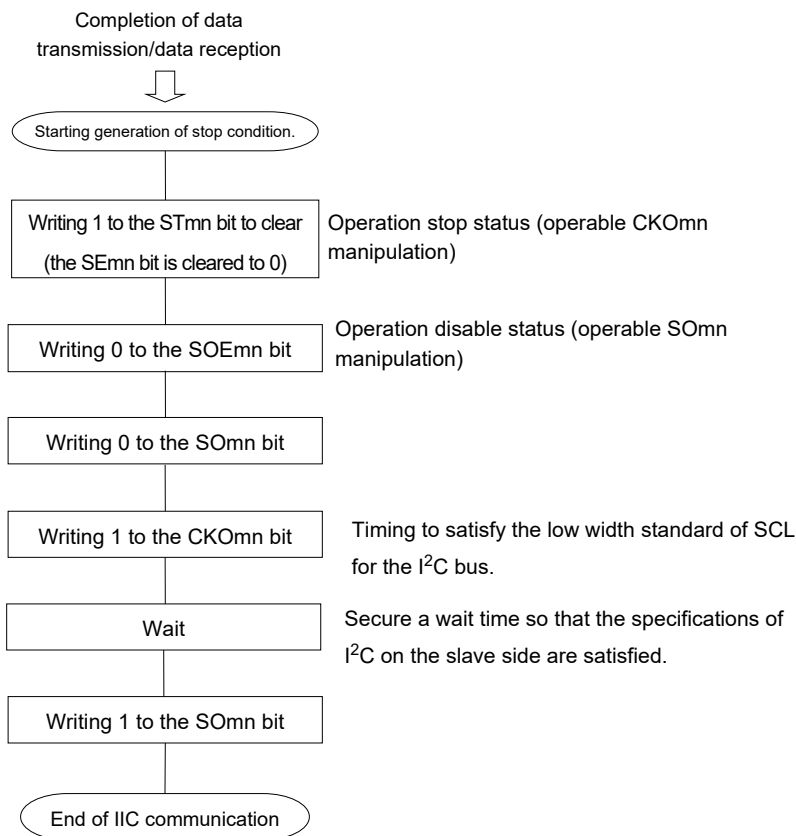 Completion of data
transmission/data reception
Starting generation of stop condition.
Writing 1 to the STmn bit to clear
(the SEmn bit is cleared to 0)
Operation stop status (operable CKOmn
manipulation)
Writing 0 to the SOEmn bit
Operation disable status (operable SOmn
manipulation)
Writing 0 to the SOmn bit
Writing 1 to the CKOmn bit
Timing to satisfy the low width standard of SCL
for the I²C bus.
Wait
Secure a wait time so that the specifications of
I²C on the slave side are satisfied.
Writing 1 to the SOmn bit
End of IIC communication